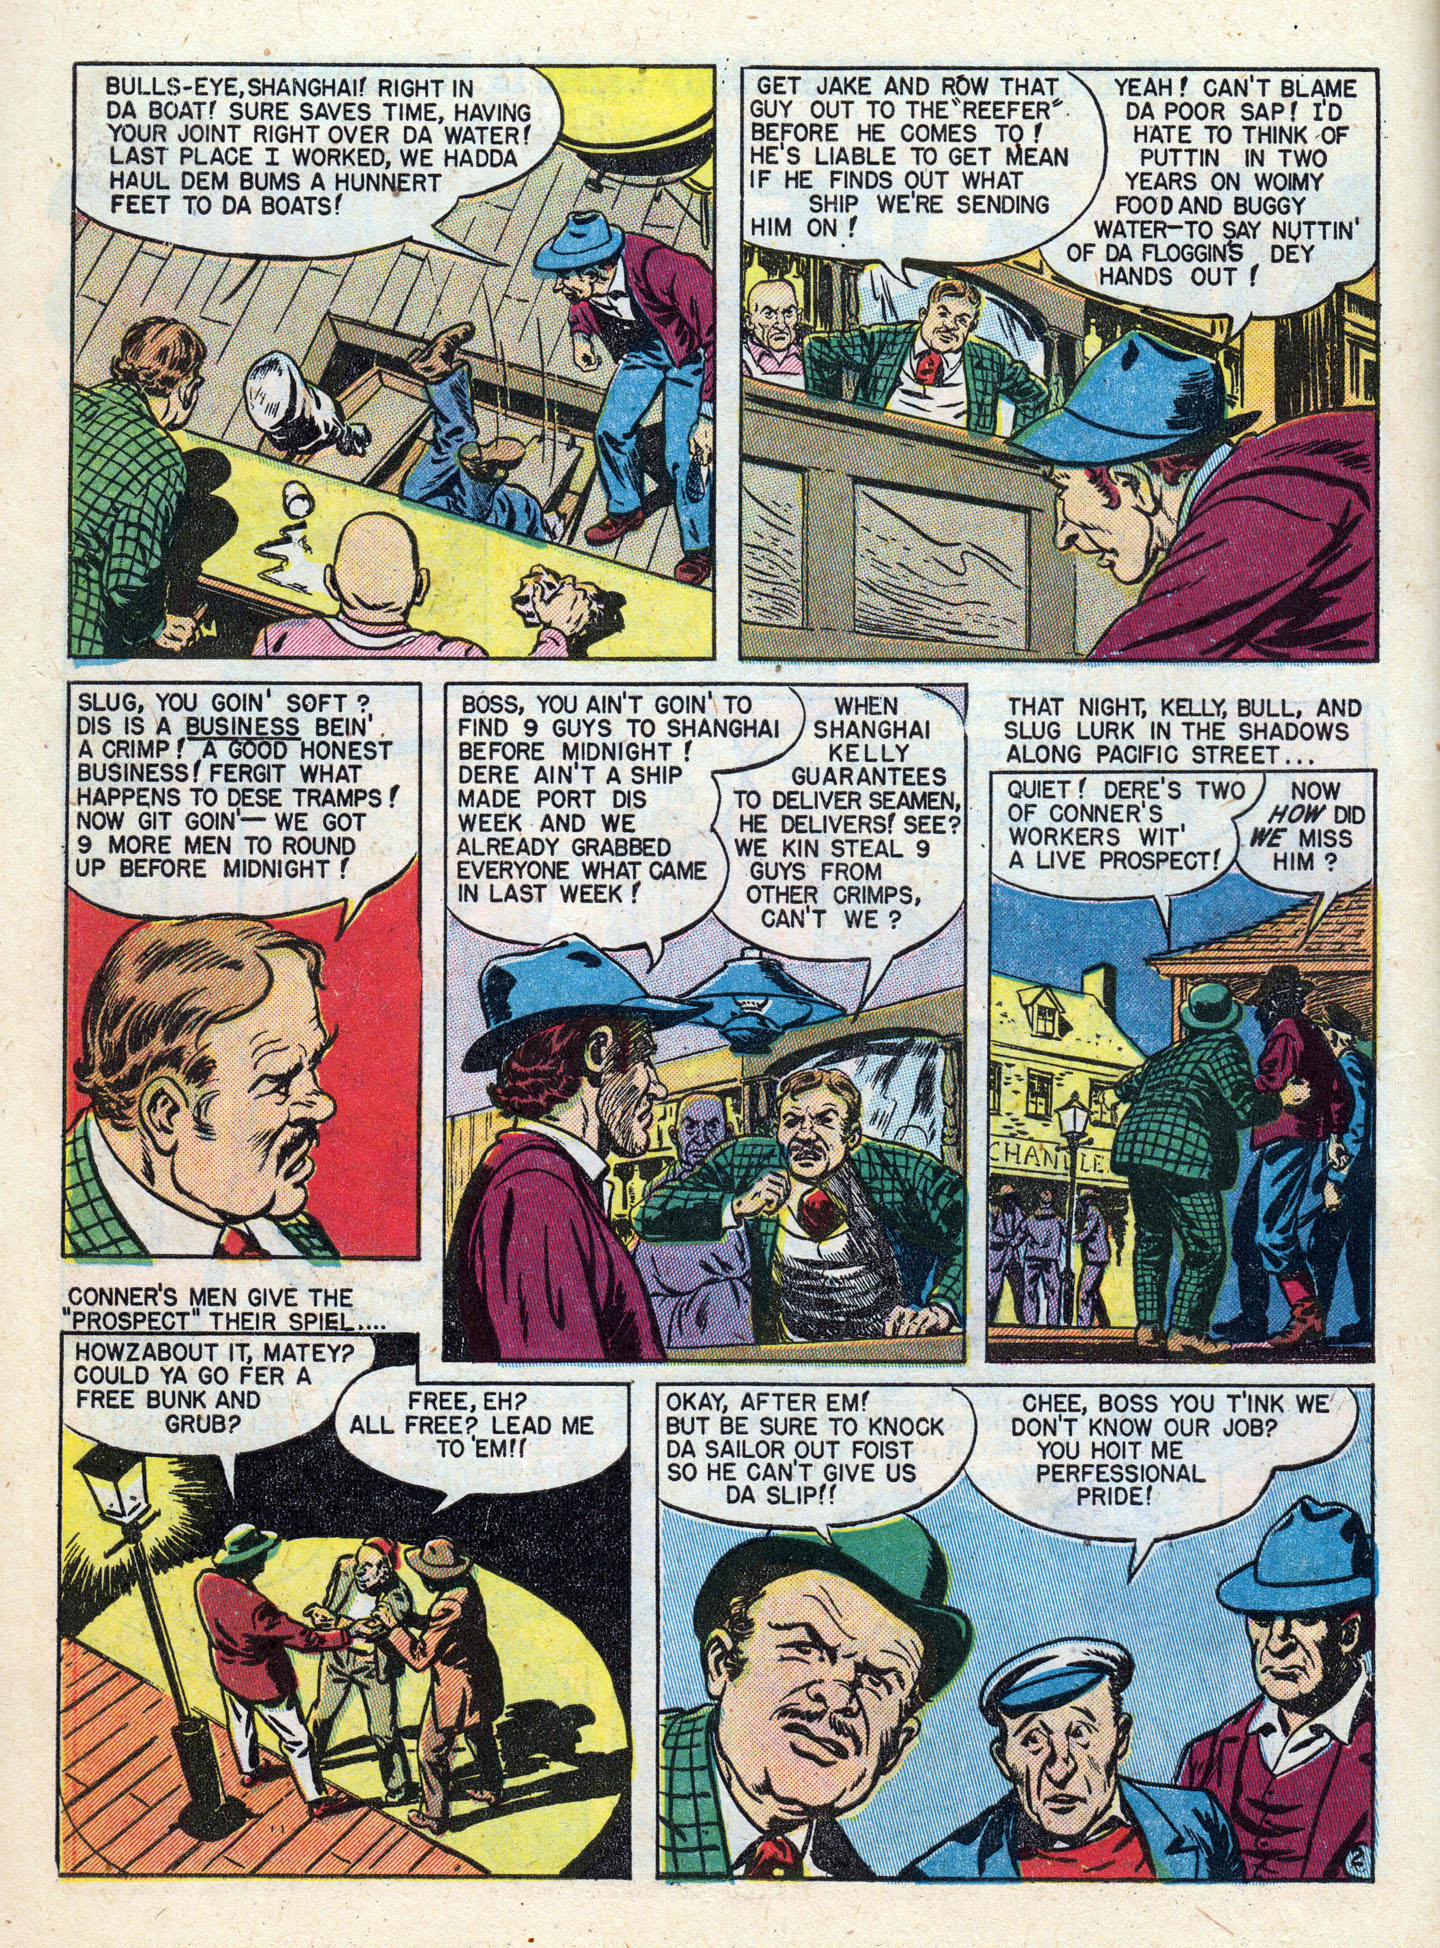 BULLS-EYE, SHANGHAI! RIGHT IN
DA BOAT! SURE SAVES TIME, HAVING
YOUR JOINT RIGHT OVER DA WATER!
LAST PLACE I WORKED, WE HADDA
HAUL DEM BUMS A HUNNERT
FEET TO DA BOATS!
GET JAKE AND ROW THAT
GUY OUT TO THE "REEFER"
BEFORE HE COMES TO!
HE'S LIABLE TO GET MEAN
IF HE FINDS OUT WHAT
SHIP WE'RE SENDING
HIM ON!
YEAH! CAN'T BLAME
DA POOR SAP! I'D
HATE TO THINK OF
PUTTIN IN TWO
YEARS ON WOIMY
FOOD AND BUGGY
WATER-TO SAY NUTTIN'
OF DA FLOGGINS DEY
HANDS OUT!
SLUG, YOU GOIN' SOFT?
DIS IS A BUSINESS BEIN'
A CRIMP! A GOOD HONEST
BUSINESS! FERGIT WHAT
HAPPENS TO DESE TRAMPS!
NOW GIT GOIN'- WE GOT
9 MORE MEN TO ROUND
UP BEFORE MIDNIGHT!
BOSS, YOU AIN'T GOIN' TO
FIND 9 GUYS TO SHANGHAI
BEFORE MIDNIGHT!
DERE AIN'T A SHIP
MADE PORT DIS
WEEK AND WE
ALREADY GRABBED
EVERYONE WHAT CAME
IN LAST WEEK!
WHEN
SHANGHAI
KELLY
GUARANTEES
TO DELIVER SEAMEN,
HE DELIVERS! SEE?
WE KIN STEAL 9
GUYS FROM
OTHER CRIMPS,
CAN'T WE?
THAT NIGHT, KELLY, BULL, AND
SLUG LURK IN THE SHADOWS
ALONG PACIFIC STREET...
QUIET! DERE'S TWO
OF CONNER'S
WORKERS WIT'
A LIVE PROSPECT!
NOW
HOW DID
WE MISS
HIM?
CHANDLE
CONNER'S MEN GIVE THE
"PROSPECT" THEIR SPIEL....
HOWZABOUT IT, MATEY?
COULD YA GO FER A
FREE BUNK AND
GRUB?
FREE, EH?
ALL FREE? LEAD ME
TO 'EM!!
OKAY, AFTER EM!
BUT BE SURE TO KNOCK
DA SAILOR OUT FOIST
SO HE CAN'T GIVE US
DA SLIP!!
CHEE, BOSS YOU T'INK WE
DON'T KNOW OUR JOB?
YOU HOIT ME
PERFESSIONAL
PRIDE!
2